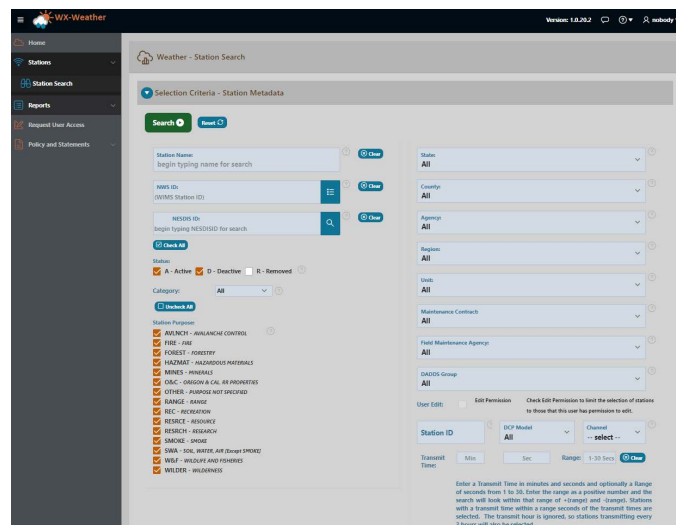 WX-Weather
Version: 1.0.20.2
nobody
Home
Stations
Station Search
Reports
Request User Access
Policy and Statements
Weather - Station Search
Selection Criteria - Station Metadata
Search
Reset
Station Name:
begin typing name for search
Clear
NWS ID:
(WIMS Station ID)
Clear
NESDIS ID:
begin typing NESDISID for search
Clear
Check All
Status:
A - Active D - Deactive R - Removed
Category: All
Uncheck All
Station Purpose:
AVLNCH - AVALANCHE CONTROL
FIRE - FIRE
FOREST - FORESTRY
HAZMAT - HAZARDOUS MATERIALS
MINES - MINERALS
O&C - OREGON & CAL. RR PROPERTIES
OTHER - PURPOSE NOT SPECIFIED
RANGE - RANGE
REC - RECREATION
RESRCE - RESOURCE
RESRCH - RESEARCH
SMOKE - SMOKE
SWA - SOIL, WATER, AIR [Except SMOKE]
W&F - WILDLIFE AND FISHERIES
WILDER - WILDERNESS
State:
All
County:
All
Agency:
All
Region:
All
Unit:
All
Maintenance Contract:
All
Field Maintenance Agency:
All
DADDS Group
All
User Edit: Edit Permission Check Edit Permission to limit the selection of stations
to those that this user has permission to edit.
Station ID
DCP Model
All
Channel
-- select --
Transmit Time: Min Sec Range: 1-30 Secs Clear
Enter a Transmit Time in minutes and seconds and optionally a Range
of seconds from 1 to 30. Enter the range as a positive number and the
search will look within that range of +(range) and -(range). Stations
with a transmit time within a range seconds of the transmit times are
selected. The transmit hour is ignored, so stations transmitting every
2 hours will also be selected.